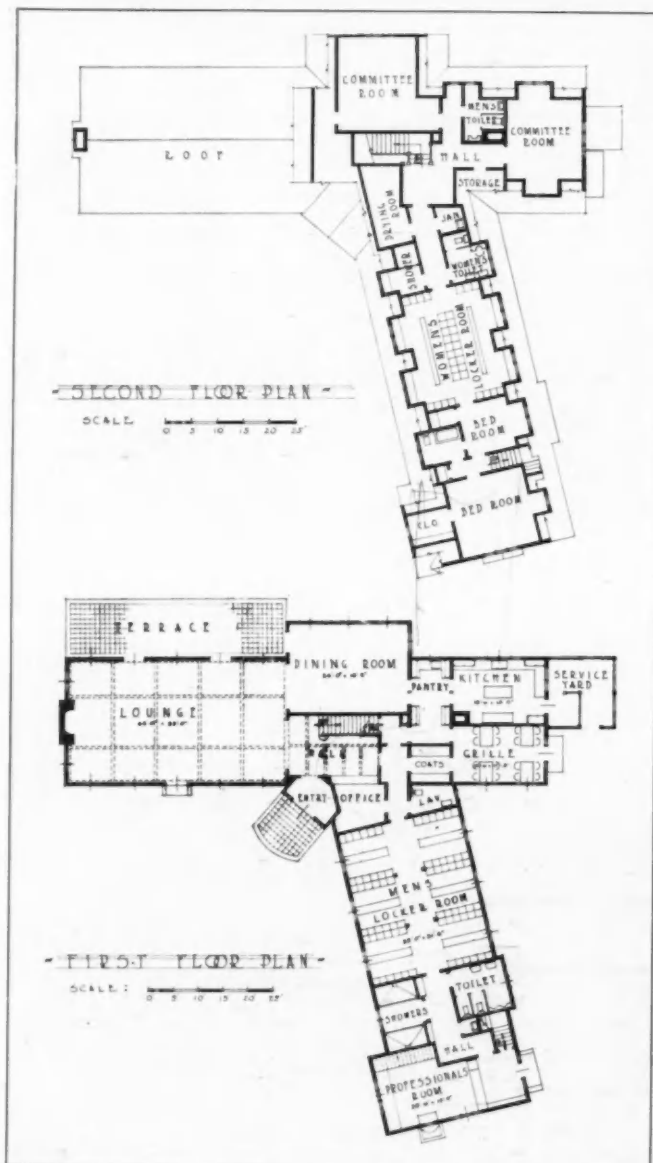 COMMITTEE
ROOM
MENS
TOILET
COMMITTEE
ROOM
ROOF
HALL
STORAGE
DRYING
ROOM
JAN.
SHOWER
WOMENS
TOILET
WOMENS
LOCKER ROOM
BED
ROOM
BED ROOM
CLO.
- SECOND FLOOR PLAN -
SCALE
0 5 10 15 20 25'
TERRACE
DINING ROOM
PANTRY
KITCHEN
SERVICE
YARD
LOUNGE
HALL
COATS
GRILLE
ENTRY
OFFICE
LAV.
MENS
LOCKER ROOM
- FIRST FLOOR PLAN -
SCALE:
0 5 10 15 20 25'
TOILET
SHOWERS
HALL
PROFESSIONALS
ROOM